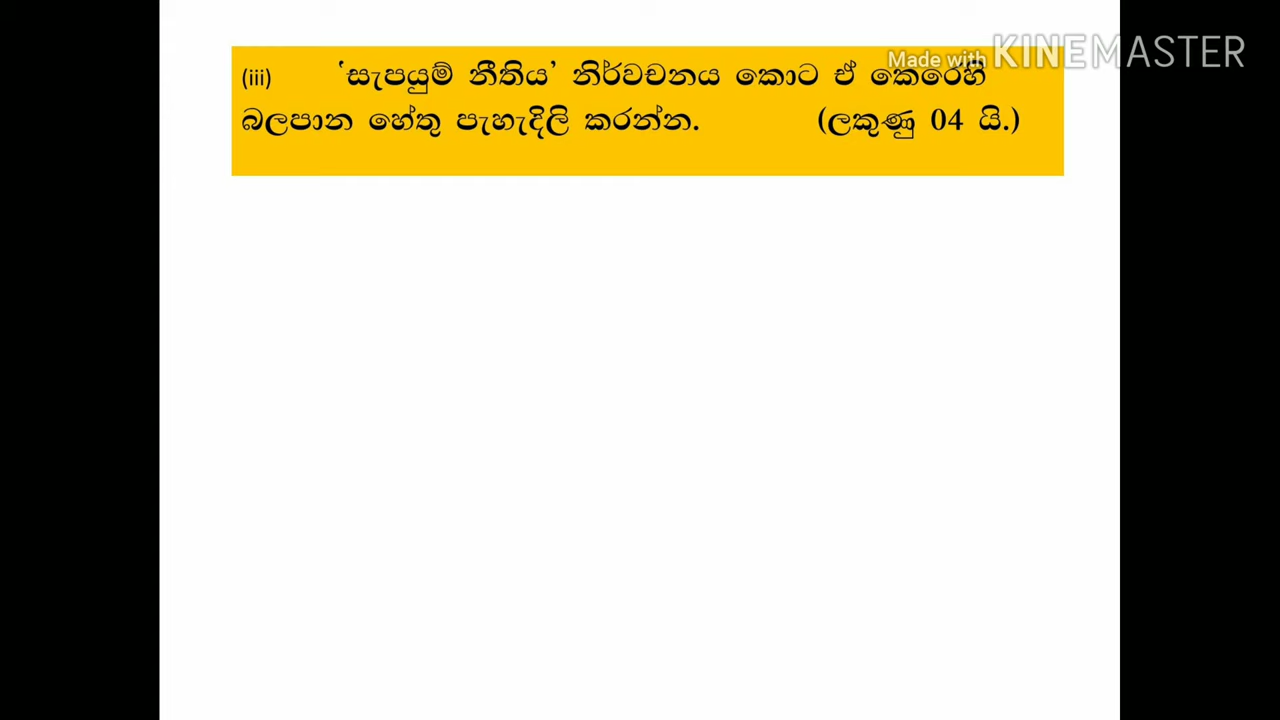 Made with KINEMASTER
(iii) ‘සැපයුම් නීතිය’ නිර්වචනය කොට ඒ කෙරෙහි
බලපාන හේතු පැහැදිලි කරන්න. (ලකුණු 04 යි.)